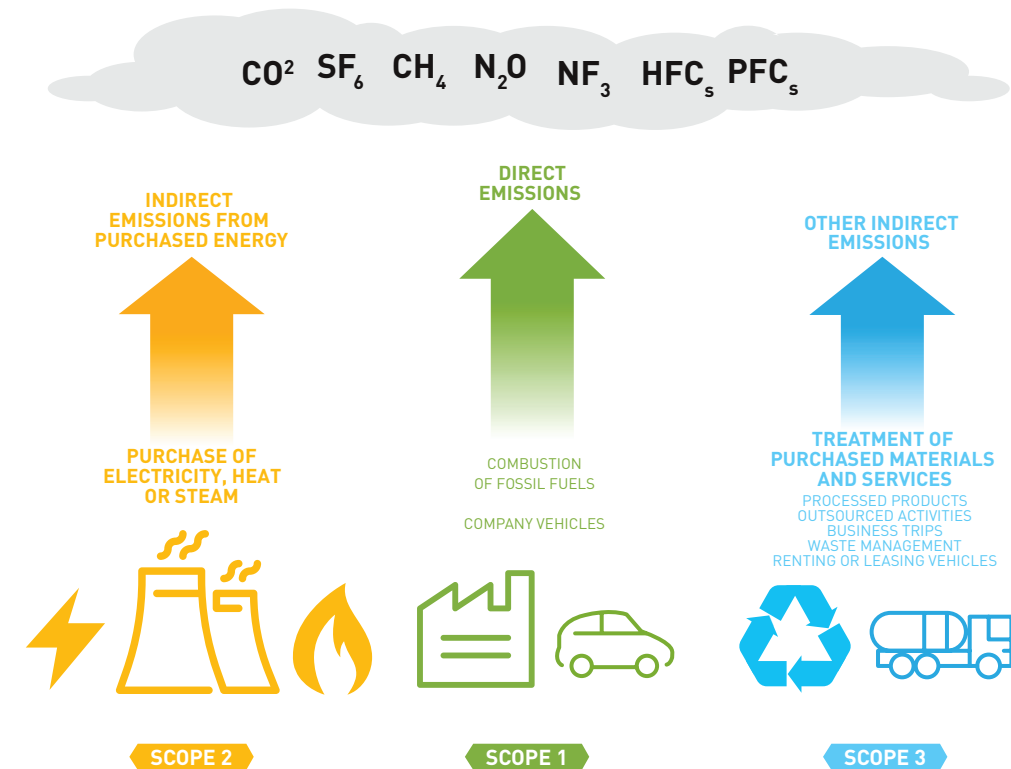 CO² SF₆ CH₄ N₂O NF₃ HFCₛ PFCₛ
INDIRECT
EMISSIONS FROM
PURCHASED ENERGY
PURCHASE OF
ELECTRICITY, HEAT
OR STEAM
SCOPE 2
DIRECT
EMISSIONS
COMBUSTION
OF FOSSIL FUELS
COMPANY VEHICLES
SCOPE 1
OTHER INDIRECT
EMISSIONS
TREATMENT OF
PURCHASED MATERIALS
AND SERVICES
PROCESSED PRODUCTS
OUTSOURCED ACTIVITIES
BUSINESS TRIPS
WASTE MANAGEMENT
RENTING OR LEASING VEHICLES
SCOPE 3